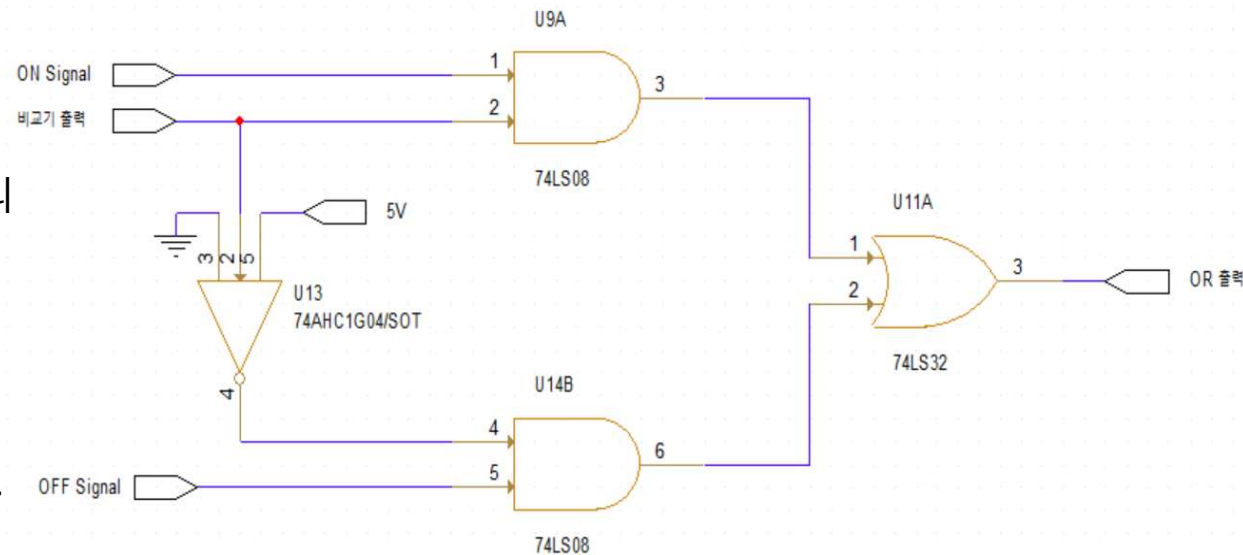 U9A
ON Signal
1
3
비교기 출력
2
74LS08
5V
U11A
3
2
5
U13
74AHC1G04/SOT
1
3
2
OR 출력
74LS32
4
U14B
4
6
OFF Signal
5
74LS08